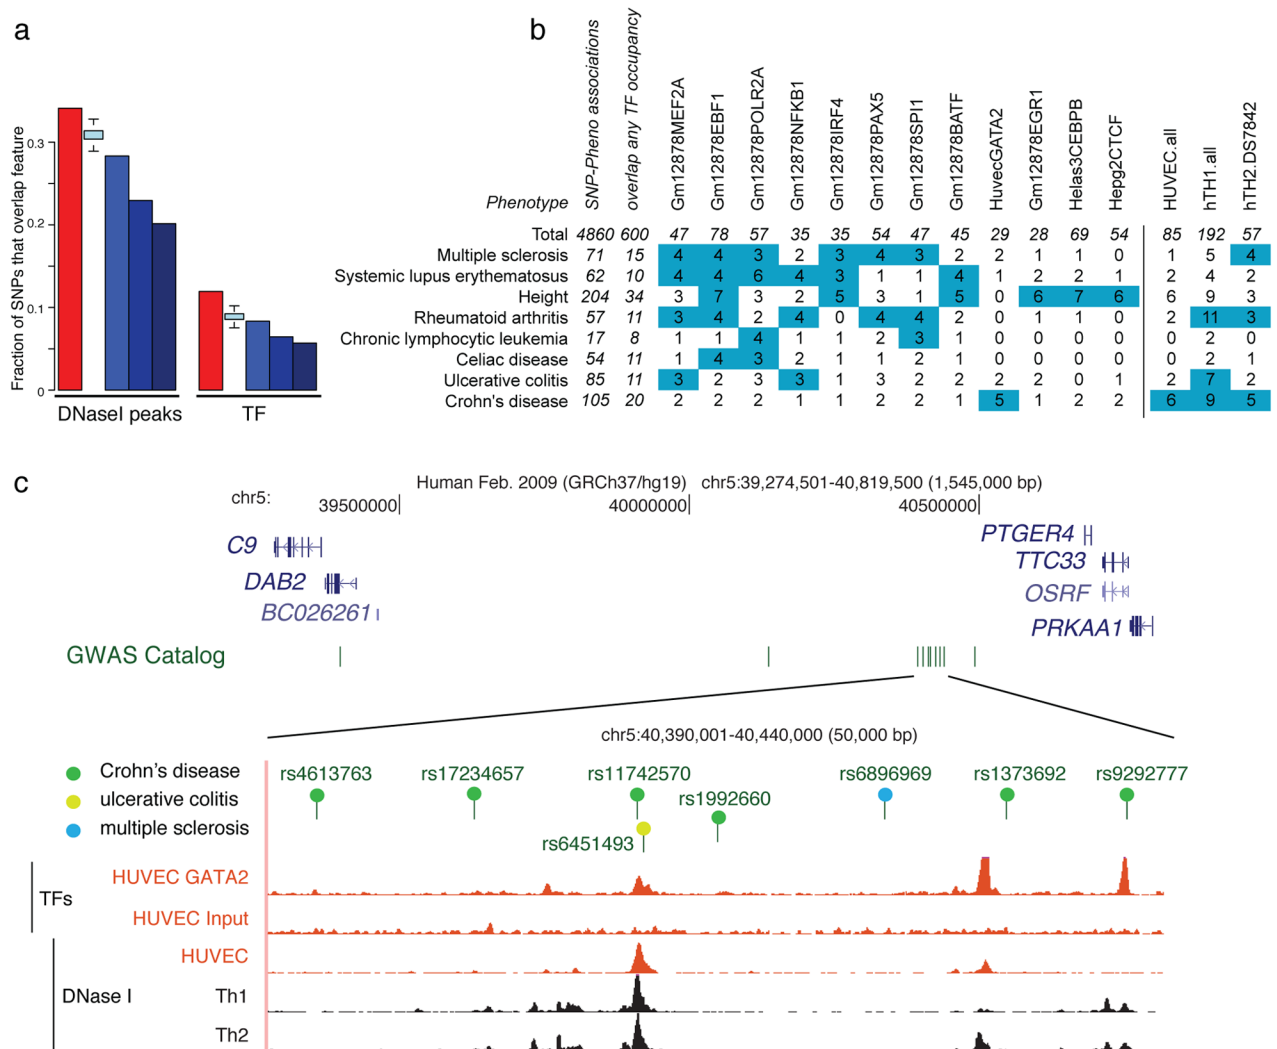 a
Fraction of SNPs that overlap feature
0.3
0.2
0.1
0
DNaseI peaks
TF
b
Phenotype SNP-Pheno associations overlap any TF occupancy Gm12878MEF2A Gm12878EBF1 Gm12878POLR2A Gm12878NFKB1 Gm12878IRF4 Gm12878PAX5 Gm12878SPI1 Gm12878BATF HuvecGATA2 Gm12878EGR1 Helas3CEBPB Hepg2CTCF HUVEC.all hTH1.all hTH2.DS7842
Total 4860 600 47 78 57 35 35 54 47 45 29 28 69 54 85 192 57
Multiple sclerosis 71 15 4 4 3 2 3 4 3 2 2 1 1 0 1 5 4
Systemic lupus erythematosus 62 10 4 4 6 4 3 1 1 4 1 2 2 1 2 4 2
Height 204 34 3 7 3 2 5 3 1 5 0 6 7 6 6 9 3
Rheumatoid arthritis 57 11 3 4 2 4 0 4 4 2 0 1 1 0 2 11 3
Chronic lymphocytic leukemia 17 8 1 1 4 1 1 2 3 1 0 0 0 0 0 2 0
Celiac disease 54 11 1 4 3 2 1 1 2 1 0 0 0 0 0 2 1
Ulcerative colitis 85 11 3 2 3 3 1 3 2 2 2 2 0 1 2 7 2
Crohn's disease 105 20 2 2 2 1 1 2 2 1 5 1 2 2 6 9 5
c
Human Feb. 2009 (GRCh37/hg19) chr5:39,274,501-40,819,500 (1,545,000 bp)
chr5: 39500000 40000000 40500000
C9 PTGER4
TTC33
DAB2
OSRF
BC026261
PRKAA1
GWAS Catalog
chr5:40,390,001-40,440,000 (50,000 bp)
Crohn's disease
ulcerative colitis
multiple sclerosis
rs4613763 rs17234657 rs11742570 rs6896969 rs1373692 rs9292777
rs1992660
rs6451493
TFs
HUVEC GATA2
HUVEC Input
DNase I
HUVEC
Th1
Th2